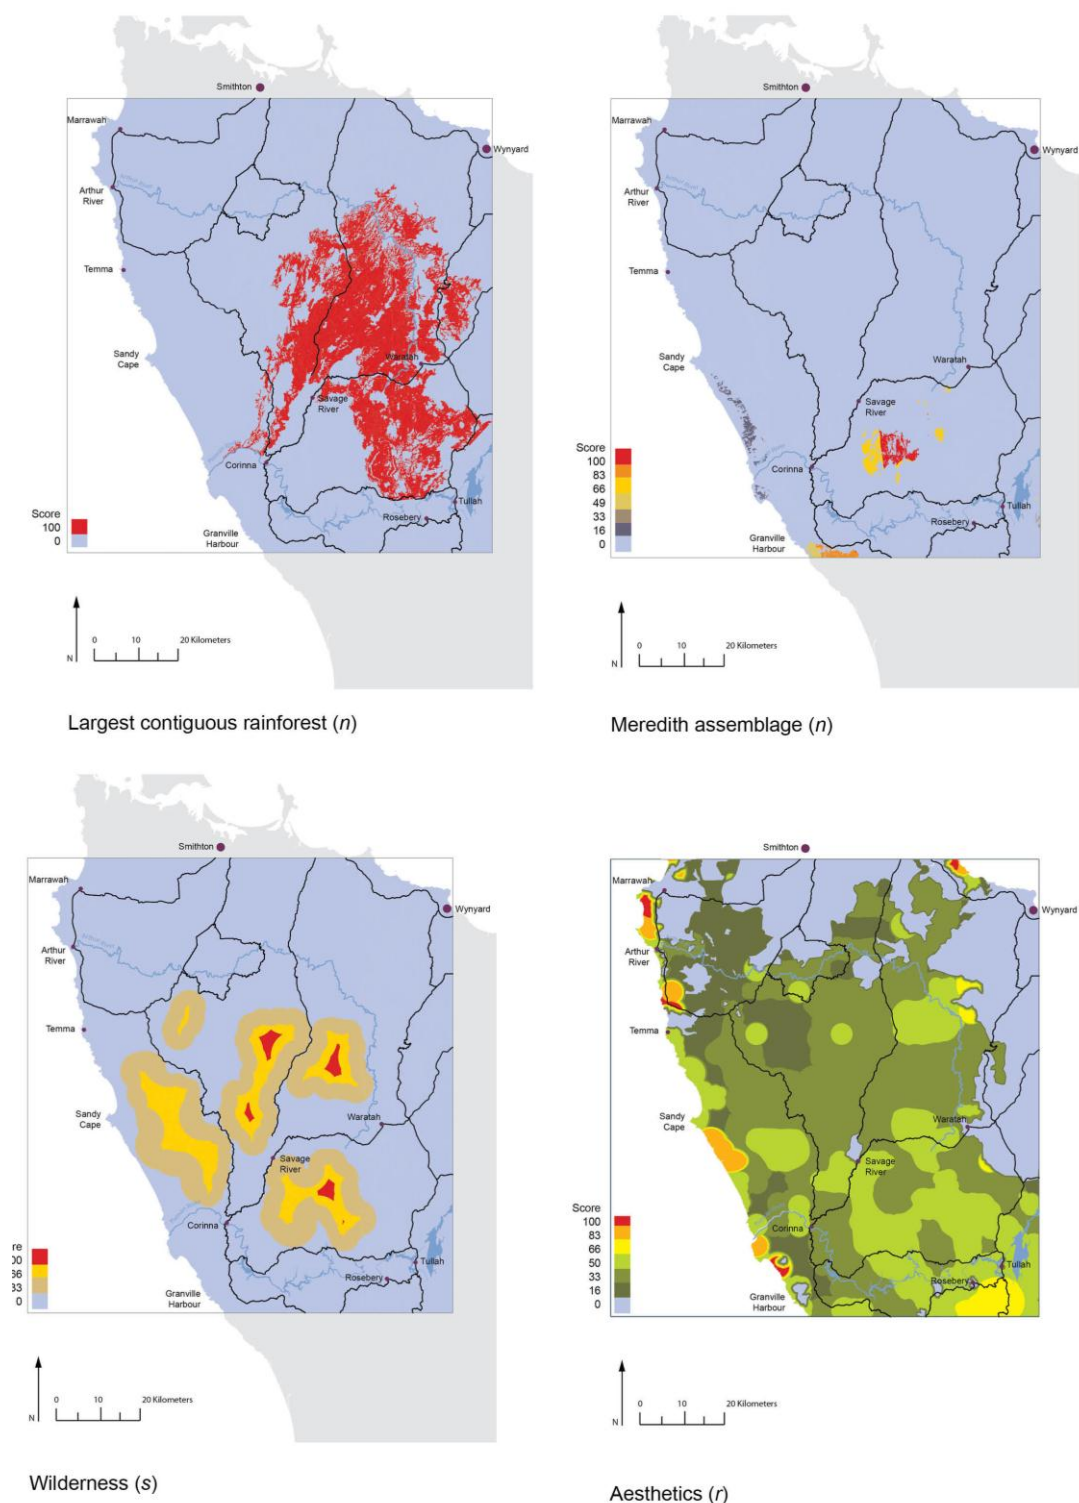 Smithton
Marrawah
Wynyard
Arthur
River
Temma
Sandy
Cape
Waratah
Savage
River
Corinna
Tullah
Rosebery
Granville
Harbour
Score
100
0
N
0 10 20 Kilometers
Largest contiguous rainforest (n)
Smithton
Marrawah
Wynyard
Arthur
River
Temma
Sandy
Cape
Waratah
Savage
River
Corinna
Tullah
Rosebery
Granville
Harbour
Score
100
83
66
49
33
16
0
N
0 10 20 Kilometers
Meredith assemblage (n)
Smithton
Marrawah
Wynyard
Arthur
River
Temma
Sandy
Cape
Waratah
Savage
River
Corinna
Tullah
Rosebery
Granville
Harbour
re
00
66
33
0
N
0 10 20 Kilometers
Wilderness (s)
Smithton
Marrawah
Wynyard
Arthur
River
Temma
Sandy
Cape
Waratah
Savage
River
Corinna
Tullah
Rosebery
Granville
Harbour
Score
100
83
66
50
33
16
0
N
0 10 20 Kilometers
Aesthetics (r)